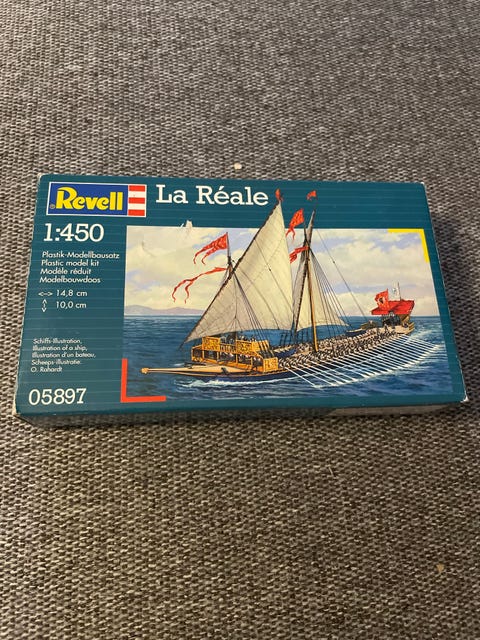 Revell
La Réale
1:450
Plastik-Modellbausatz
Plastic model kit
Modèle réduit
Modelbouwdoos
14,8 cm
10,0 cm
Schiffs-Illustration,
Illustration of a ship,
Illustration d'un bateau,
Scheeps-illustratie:
O. Rahardt
05897